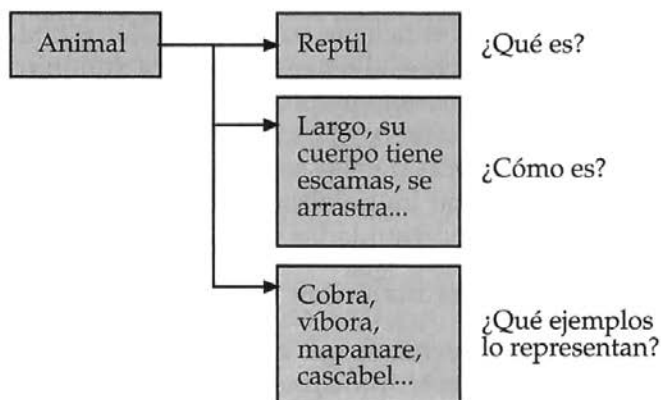 Animal
Reptil
¿Qué es?
Largo, su
cuerpo tiene
escamas, se
arrastra...
¿Cómo es?
Cobra,
víbora,
mapanare,
cascabel...
¿Qué ejemplos
lo representan?